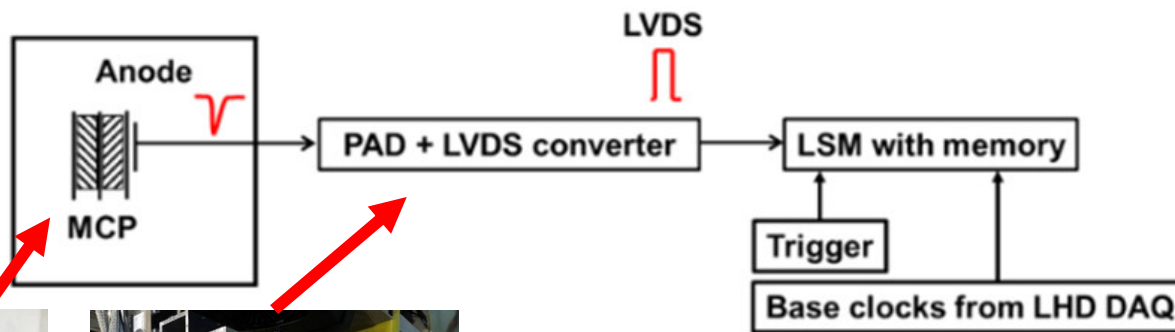 LVDS
Anode
PAD + LVDS converter
LSM with memory
MCP
Trigger
Base clocks from LHD DAQ